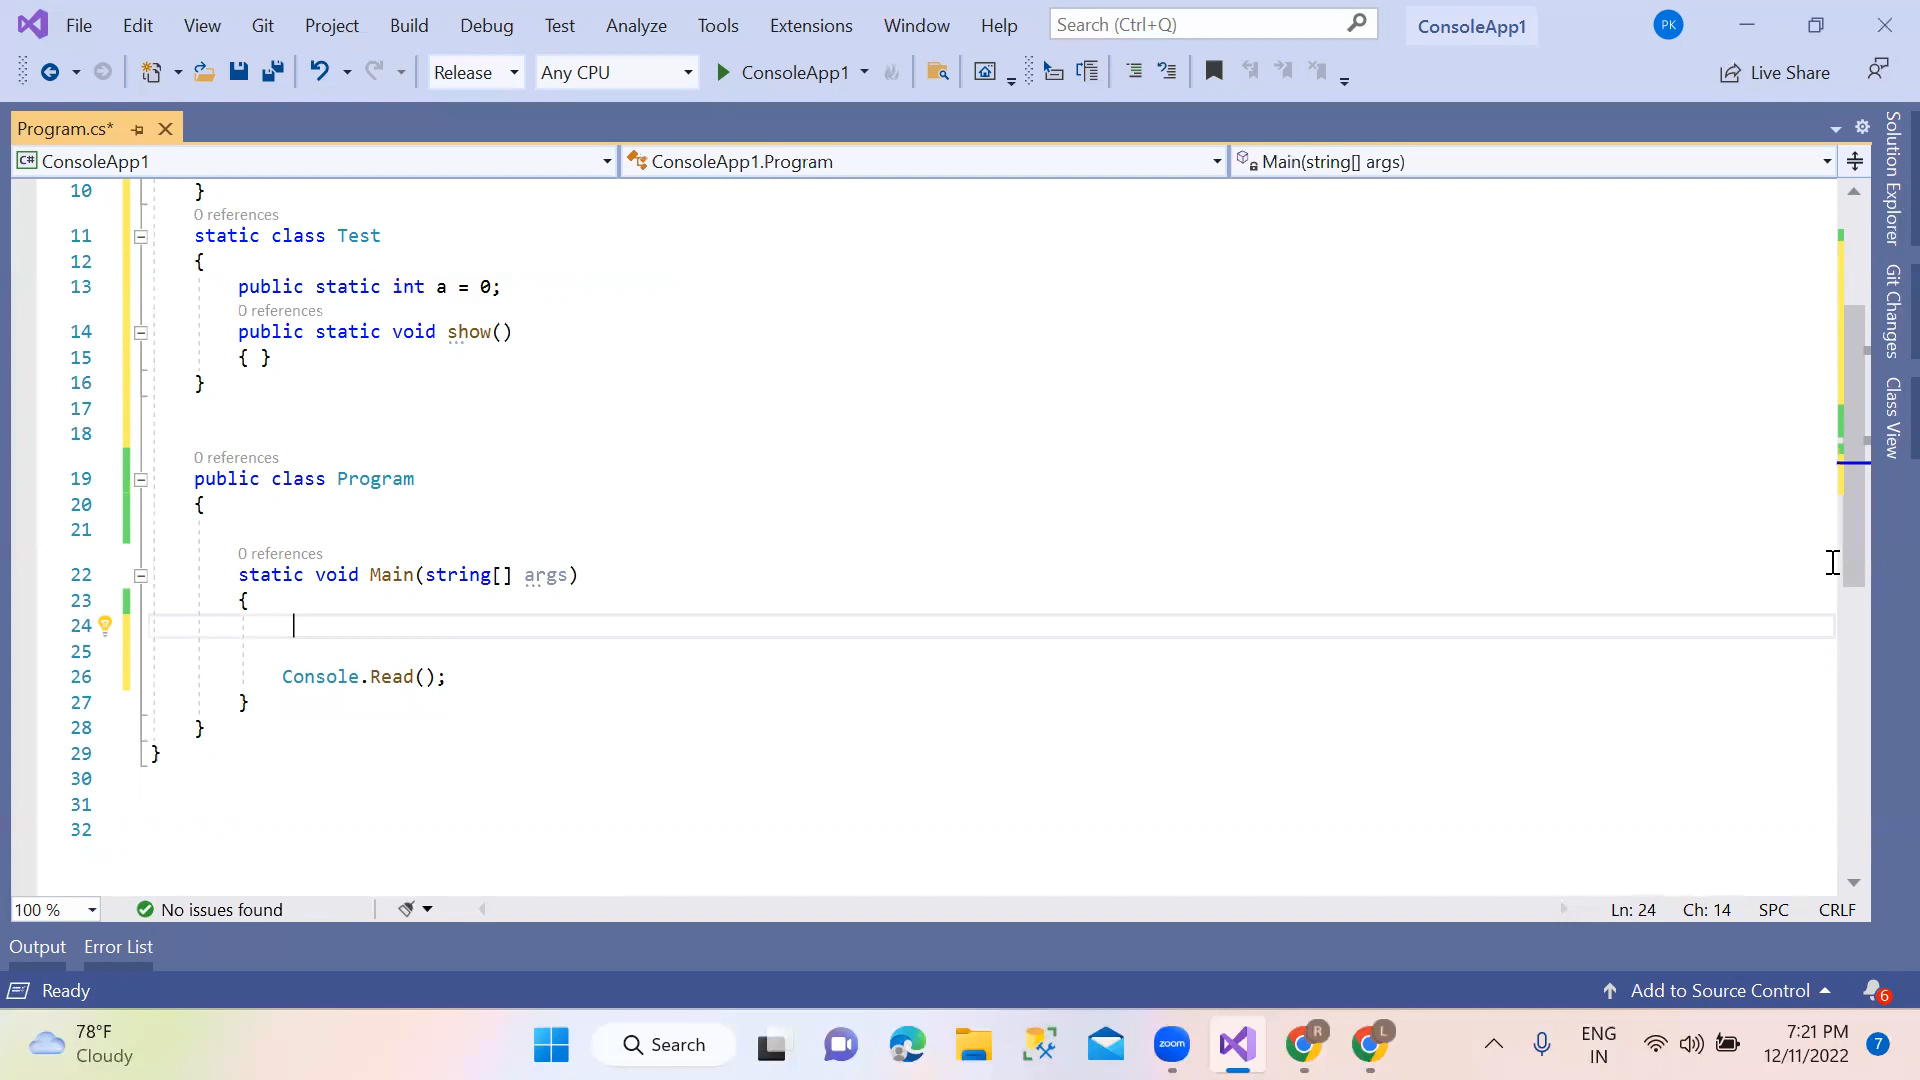 File Edit View Git Project Build Debug Test Analyze Tools Extensions Window Help Search (Ctrl+Q) ConsoleApp1 PK
Release Any CPU ConsoleApp1 Live Share
Program.cs*
C# ConsoleApp1 ConsoleApp1.Program Main(string[] args)
10 }
0 references
11 static class Test
12 {
13 public static int a = 0;
0 references
14 public static void show()
15 { }
16 }
17
18
0 references
19 public class Program
20 {
21
0 references
22 static void Main(string[] args)
23 {
24
25
26 Console.Read();
27 }
28 }
29 }
30
31
32
Solution Explorer
Git Changes
Class View
100 % No issues found Ln: 24 Ch: 14 SPC CRLF
Output Error List
Ready Add to Source Control 6
78°F
Cloudy
Search
zoom
R
L
ENG
IN
7:21 PM
12/11/2022
7